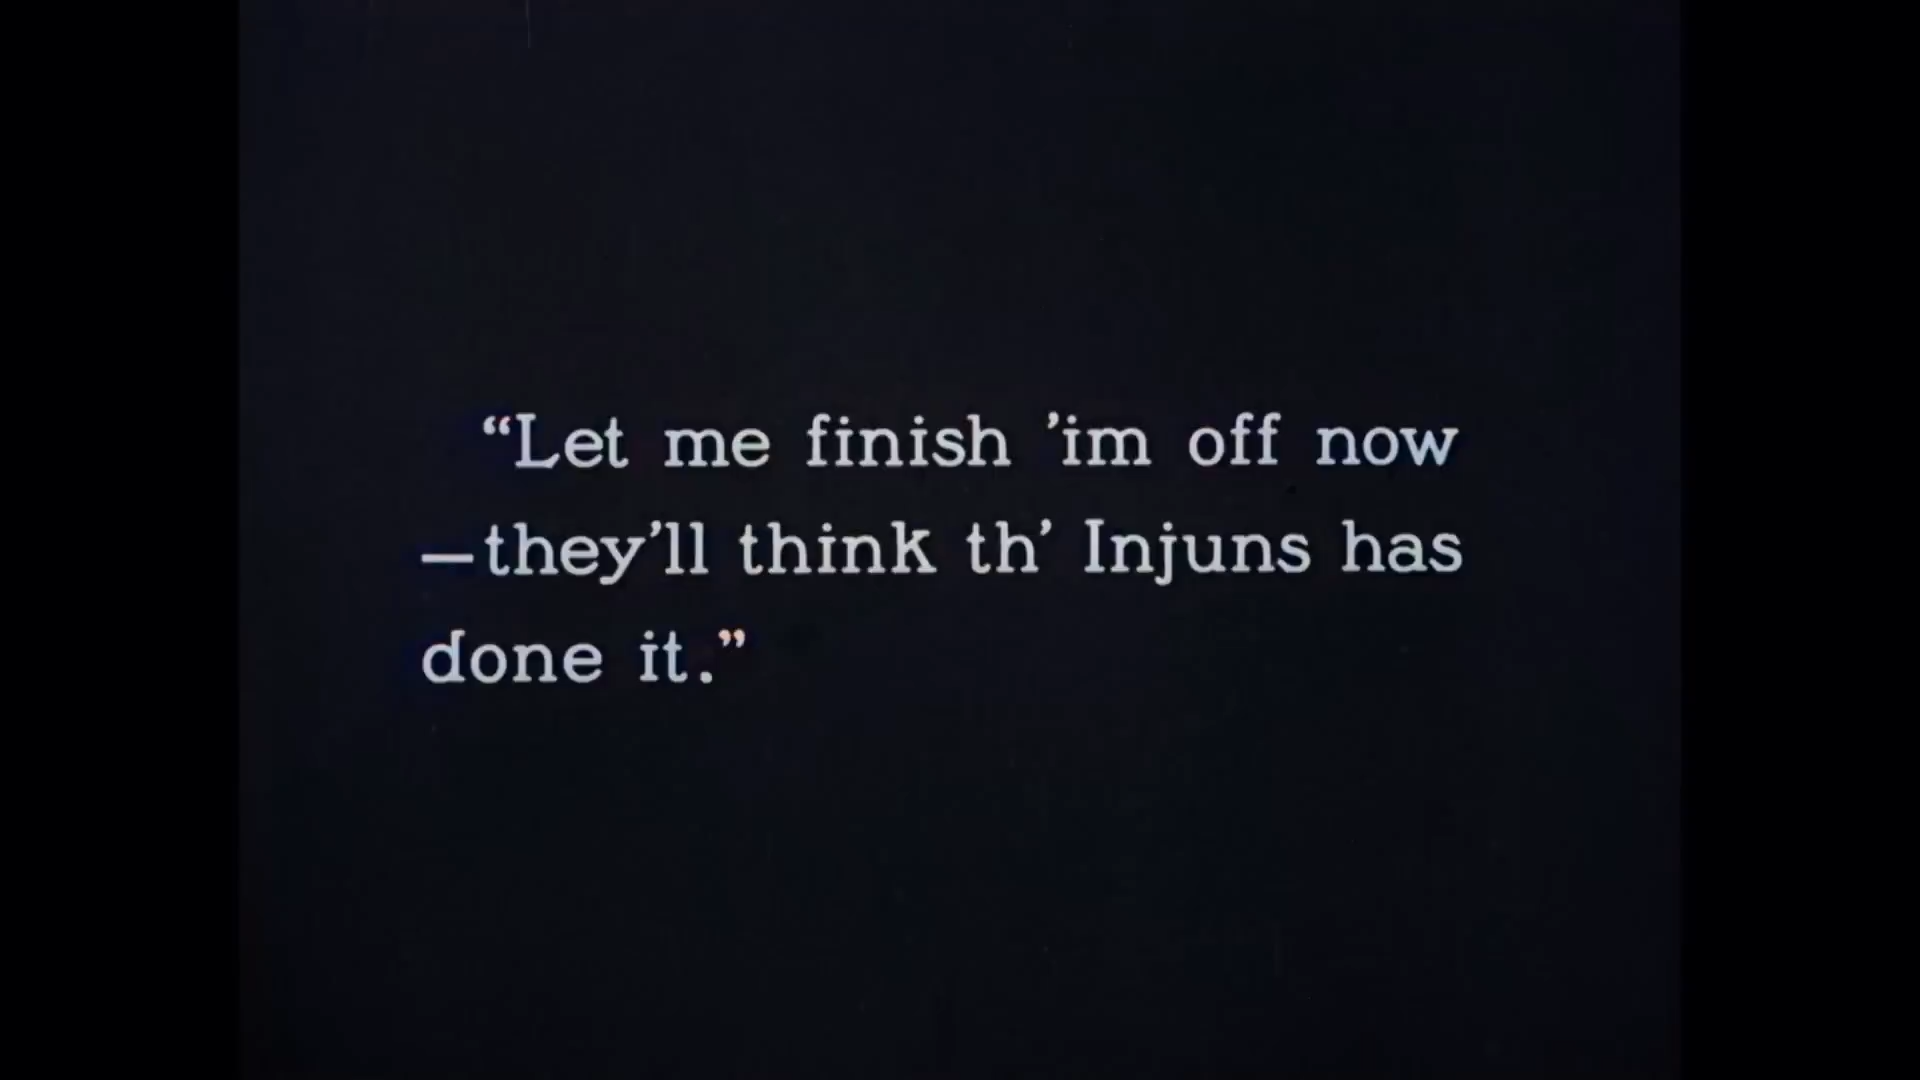 “Let me finish ’im off now
—they’ll think th’ Injuns has
done it.”